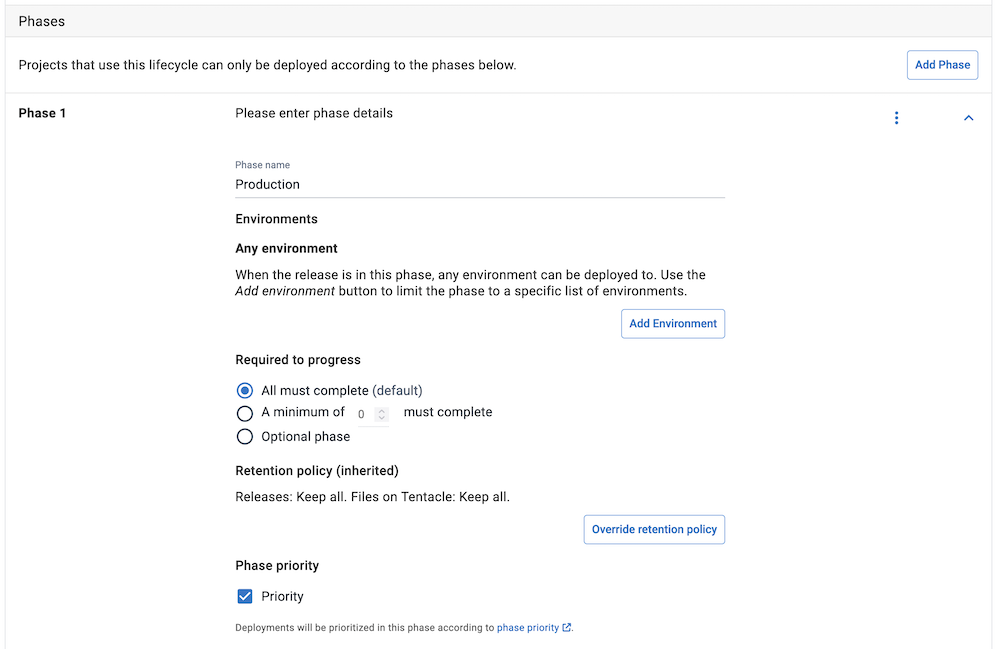 Phases
Projects that use this lifecycle can only be deployed according to the phases below.
Add Phase
Phase 1
Please enter phase details
Phase name
Production
Environments
Any environment
When the release is in this phase, any environment can be deployed to. Use the
Add environment button to limit the phase to a specific list of environments.
Add Environment
Required to progress
All must complete (default)
A minimum of 0 must complete
Optional phase
Retention policy (inherited)
Releases: Keep all. Files on Tentacle: Keep all.
Override retention policy
Phase priority
Priority
Deployments will be prioritized in this phase according to phase priority.